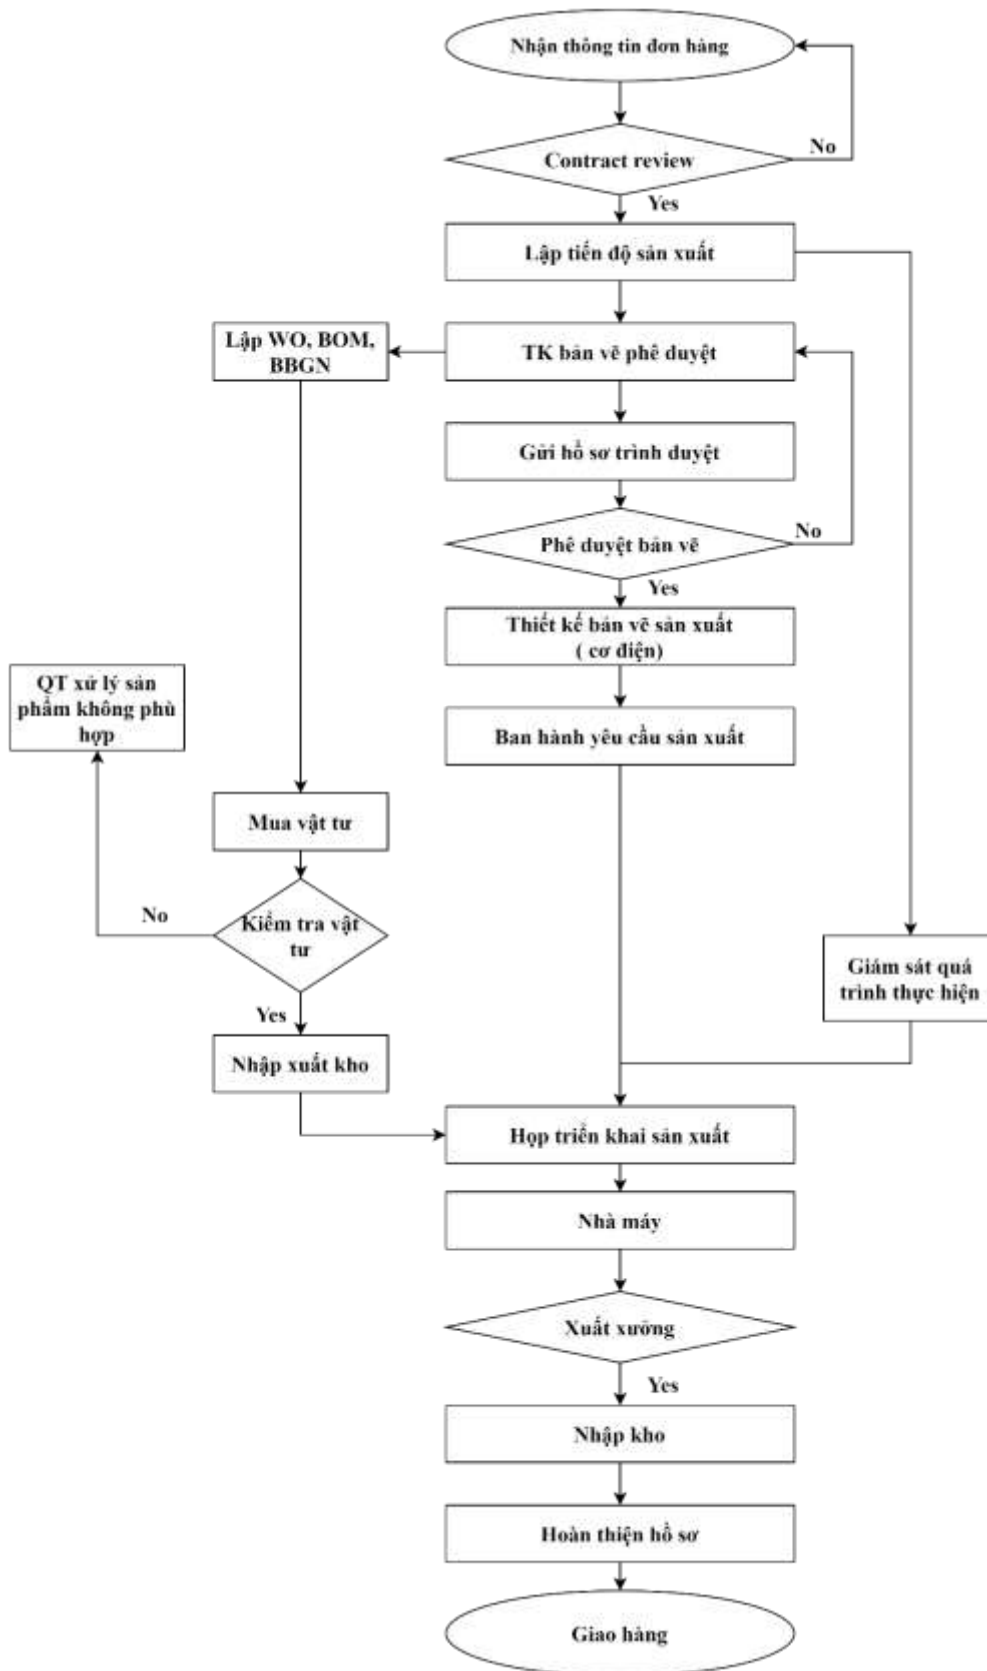 Nhận thông tin đơn hàng
No
Contract review
Yes
Lập tiến độ sản xuất
Lập WO, BOM,
BBGN
TK bản vẽ phê duyệt
Gửi hồ sơ trình duyệt
No
Phê duyệt bản vẽ
Yes
Thiết kế bản vẽ sản xuất
( cơ điện)
QT xử lý sản
phẩm không phù
hợp
Ban hành yêu cầu sản xuất
Mua vật tư
No
Kiểm tra vật
tư
Giám sát quá
trình thực hiện
Yes
Nhập xuất kho
Họp triển khai sản xuất
Nhà máy
Xuất xưởng
Yes
Nhập kho
Hoàn thiện hồ sơ
Giao hàng